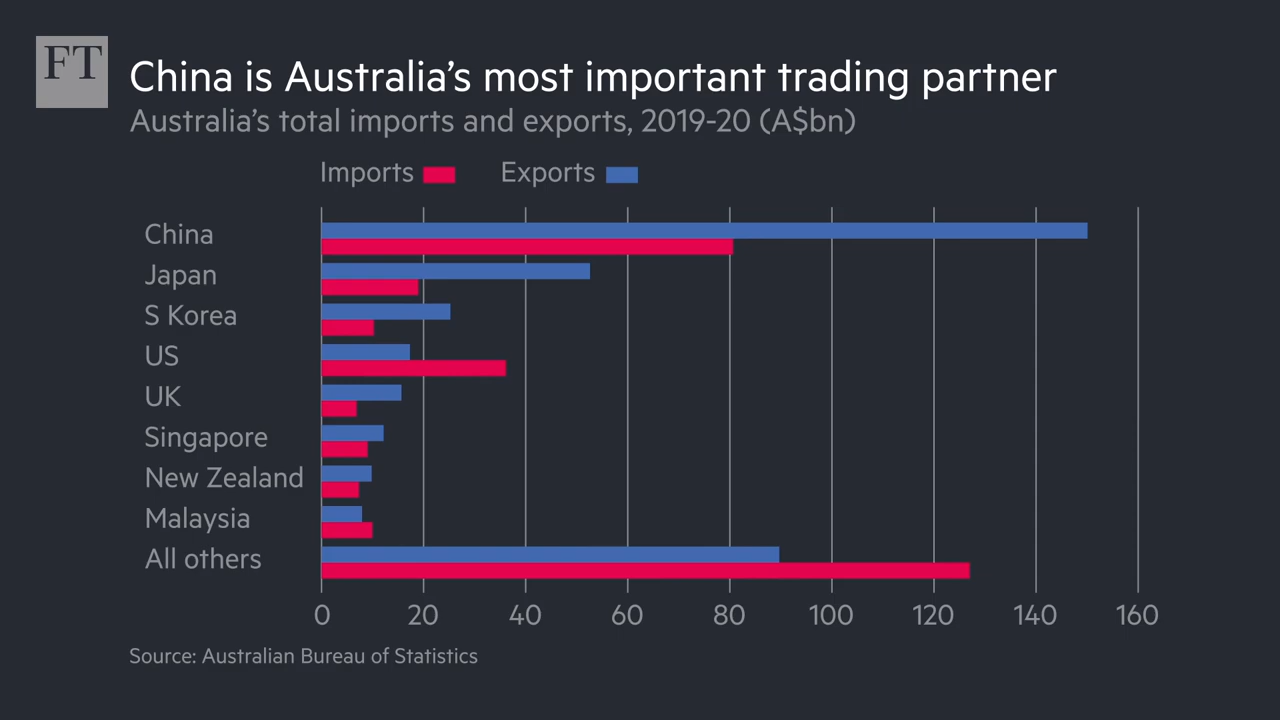 FT
China is Australia's most important trading partner
Australia's total imports and exports, 2019-20 (A$bn)
Imports Exports
China
Japan
S Korea
US
UK
Singapore
New Zealand
Malaysia
All others
0 20 40 60 80 100 120 140 160
Source: Australian Bureau of Statistics